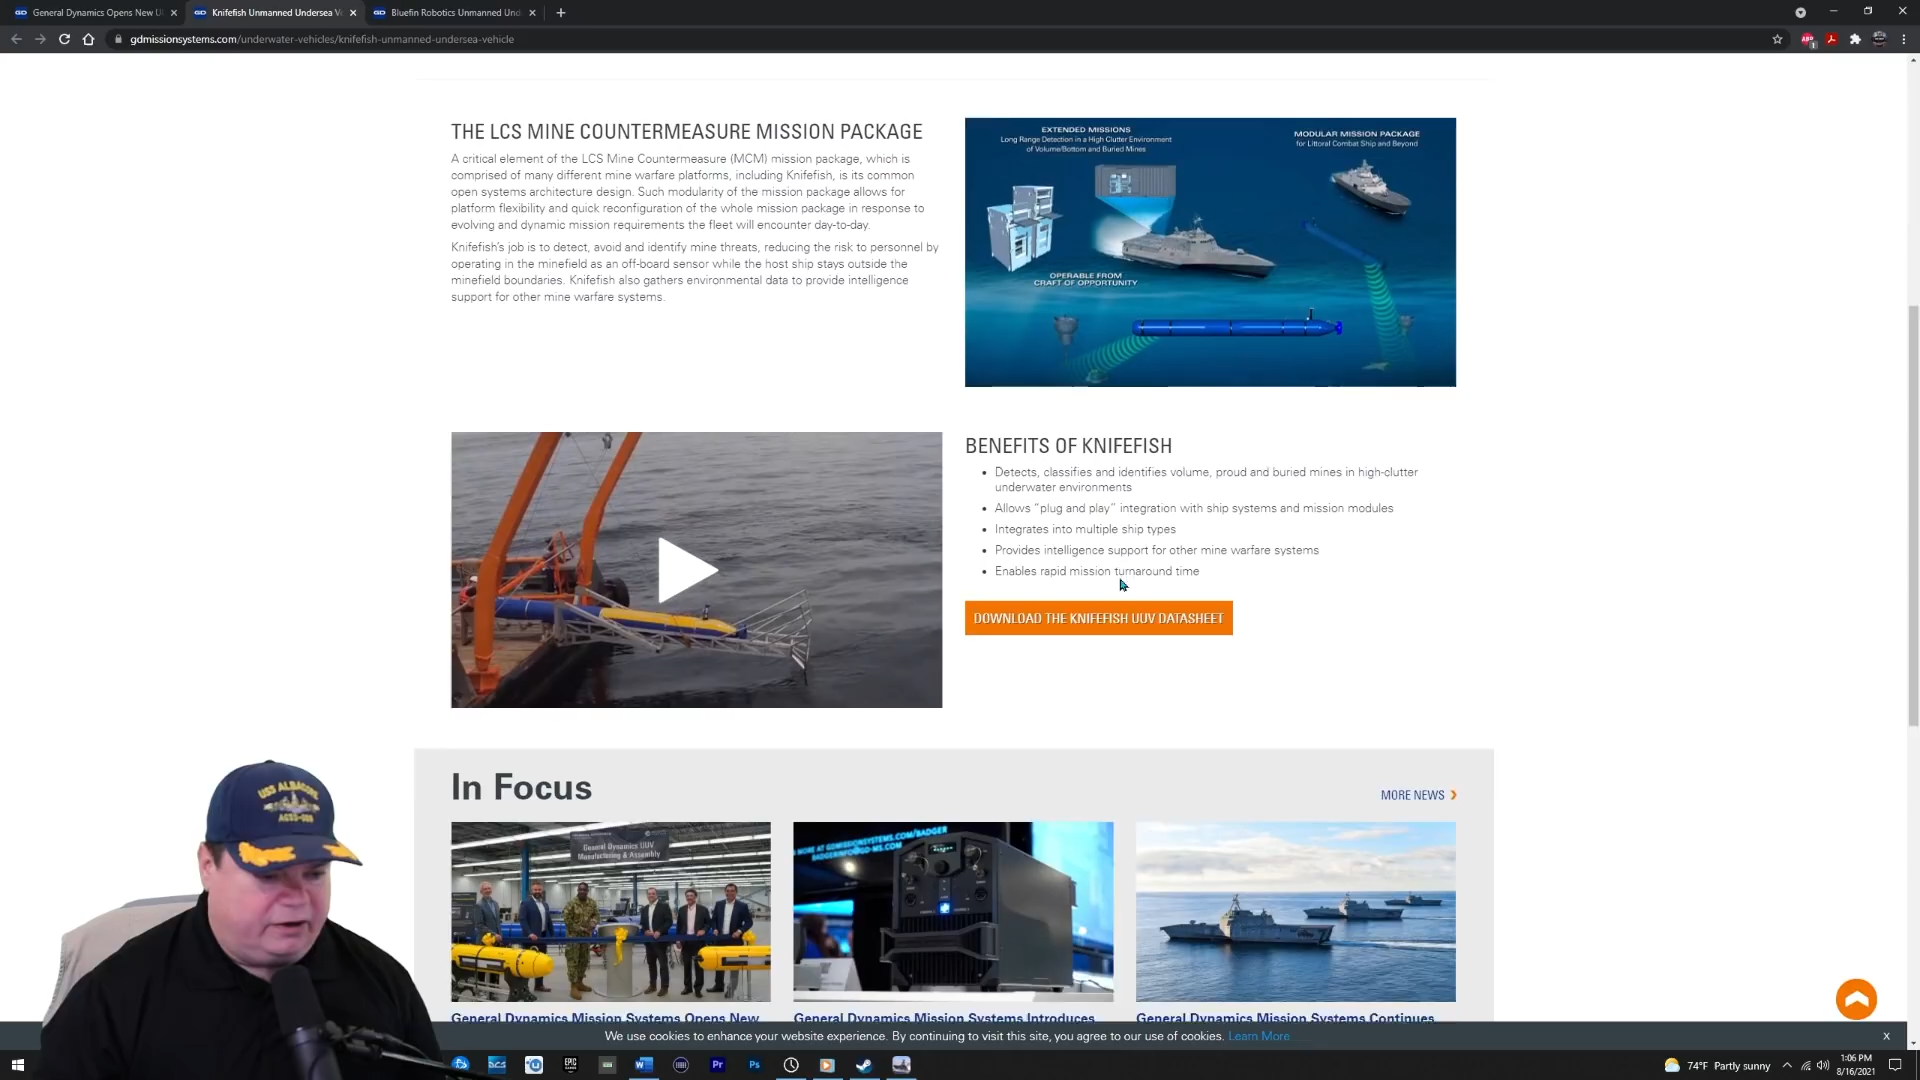 General Dynamics Opens New U
Knifefish Unmanned Undersea V
Bluefin Robotics Unmanned Und
gdmissionsystems.com/underwater-vehicles/knifefish-unmanned-undersea-vehicle
THE LCS MINE COUNTERMEASURE MISSION PACKAGE
A critical element of the LCS Mine Countermeasure (MCM) mission package, which is
comprised of many different mine warfare platforms, including Knifefish, is its common
open systems architecture design. Such modularity of the mission package allows for
platform flexibility and quick reconfiguration of the whole mission package in response to
evolving and dynamic mission requirements the fleet will encounter day-to-day.
Knifefish's job is to detect, avoid and identify mine threats, reducing the risk to personnel by
operating in the minefield as an off-board sensor while the host ship stays outside the
minefield boundaries. Knifefish also gathers environmental data to provide intelligence
support for other mine warfare systems.
EXTENDED MISSIONS
Long Range Detection in a High Clutter Environment
of Volume/Bottom and Buried Mines
MODULAR MISSION PACKAGE
for Littoral Combat Ship and Beyond
OPERABLE FROM
CRAFT OF OPPORTUNITY
BENEFITS OF KNIFEFISH
Detects, classifies and identifies volume, proud and buried mines in high-clutter
underwater environments
Allows "plug and play" integration with ship systems and mission modules
Integrates into multiple ship types
Provides intelligence support for other mine warfare systems
Enables rapid mission turnaround time
DOWNLOAD THE KNIFEFISH UUV DATASHEET
In Focus
MORE NEWS
General Dynamics UUV
Manufacturing & Assembly
MORE AT GDMISSIONSYSTEMS.COM/BADGER
BADGERINFO@GD-MS.COM
General Dynamics Mission Systems Opens New
General Dynamics Mission Systems Introduces
General Dynamics Mission Systems Continues
USS ALBACORE
AGSS-569
We use cookies to enhance your website experience. By continuing to visit this site, you agree to our use of cookies. Learn More
74°F Partly sunny
1:06 PM
8/16/2021